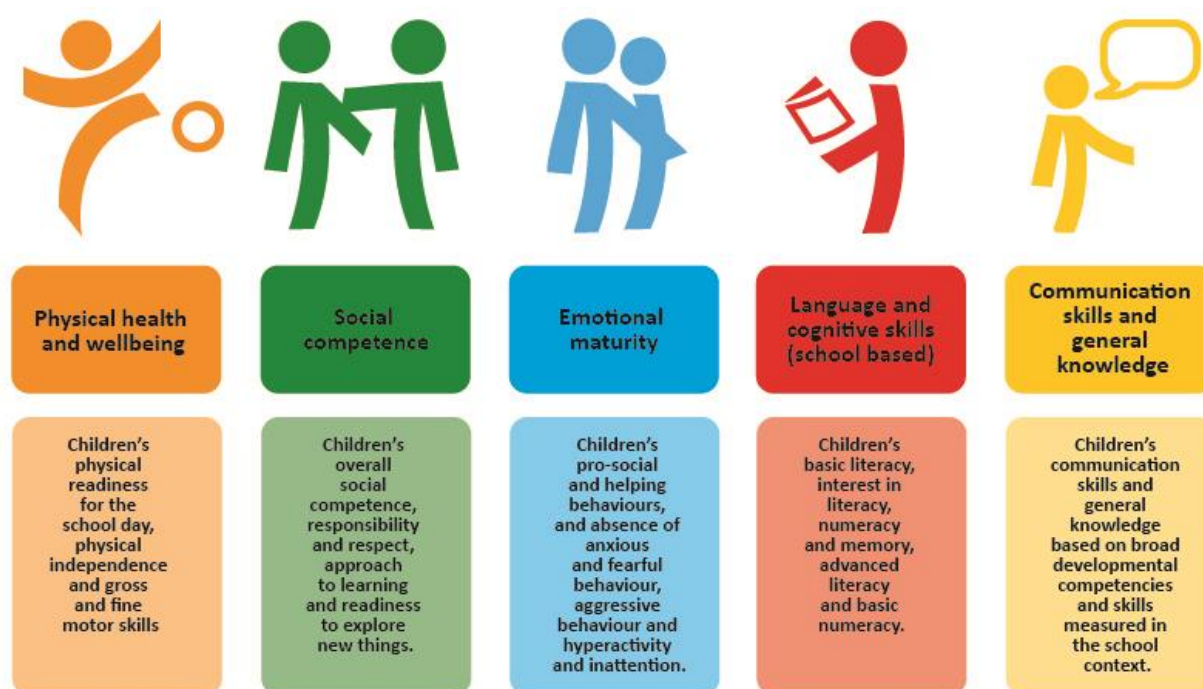 Physical health
and wellbeing
Social
competence
Emotional
maturity
Language and
cognitive skills
(school based)
Communication
skills and
general
knowledge
Children's
physical
readiness
for the
school day,
physical
independence
and gross
and fine
motor skills
Children's
overall
social
competence,
responsibility
and respect,
approach
to learning
and readiness
to explore
new things.
Children's
pro-social
and helping
behaviours,
and absence of
anxious
and fearful
behaviour,
aggressive
behaviour and
hyperactivity
and inattention.
Children's
basic literacy,
interest in
literacy,
numeracy
and memory,
advanced
literacy
and basic
numeracy.
Children's
communication
skills and
general
knowledge
based on broad
developmental
competencies
and skills
measured in
the school
context.